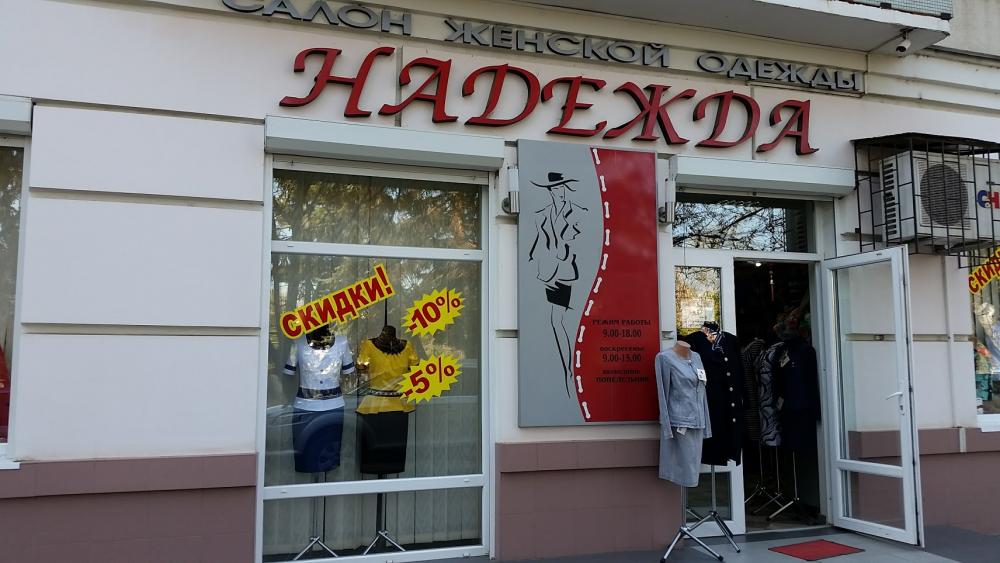 САЛОН ЖЕНСКОЙ ОДЕЖДЫ
НАДЕЖДА
СКИДКИ!
-10%
-5%
РЕЖИМ РАБОТЫ
9.00-18.00
ВОСКРЕСЕНЬЕ
9.00-15.00
ВЫХОДНОЙ:
ПОНЕДЕЛЬНИК